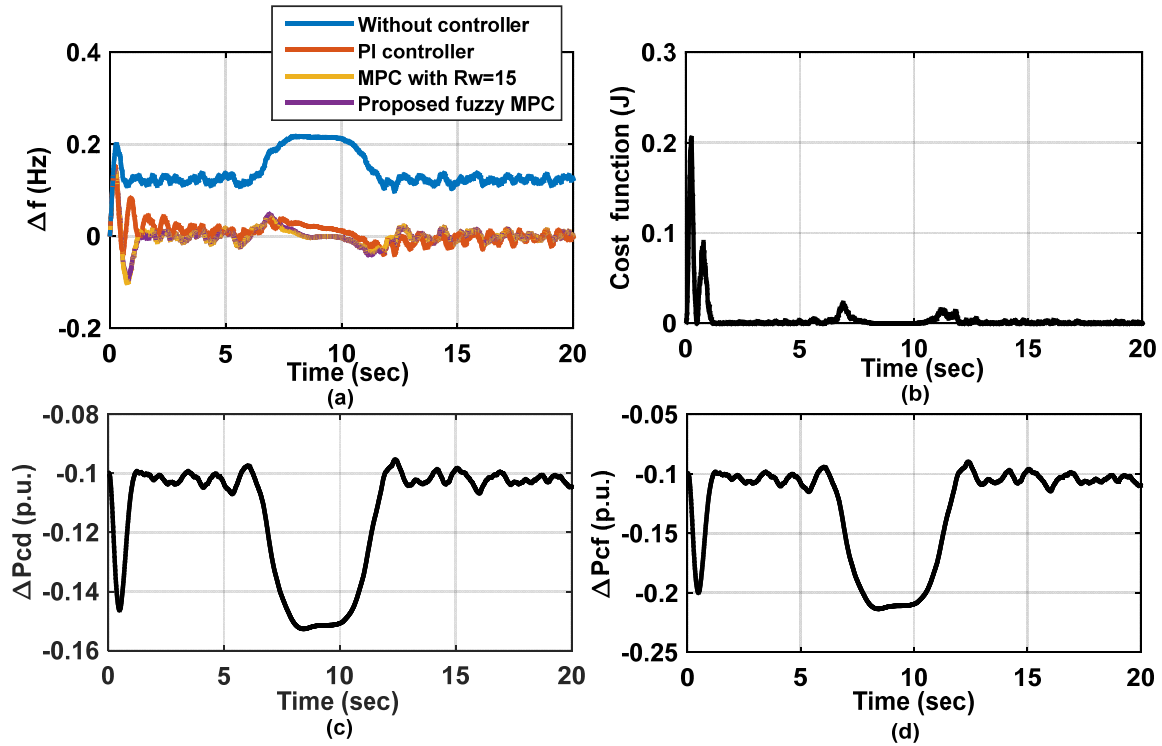 Without controller
PI controller
MPC with Rw=15
Proposed fuzzy MPC
0.4
0.2
0
-0.2
Δf (Hz)
0 5 10 15 20
Time (sec)
(a)
0.3
0.2
0.1
0
Cost function (J)
0 5 10 15 20
Time (sec)
(b)
-0.08
-0.1
-0.12
-0.14
-0.16
ΔPcd (p.u.)
0 5 10 15 20
Time (sec)
(c)
-0.05
-0.1
-0.15
-0.2
-0.25
ΔPcf (p.u.)
0 5 10 15 20
Time (sec)
(d)